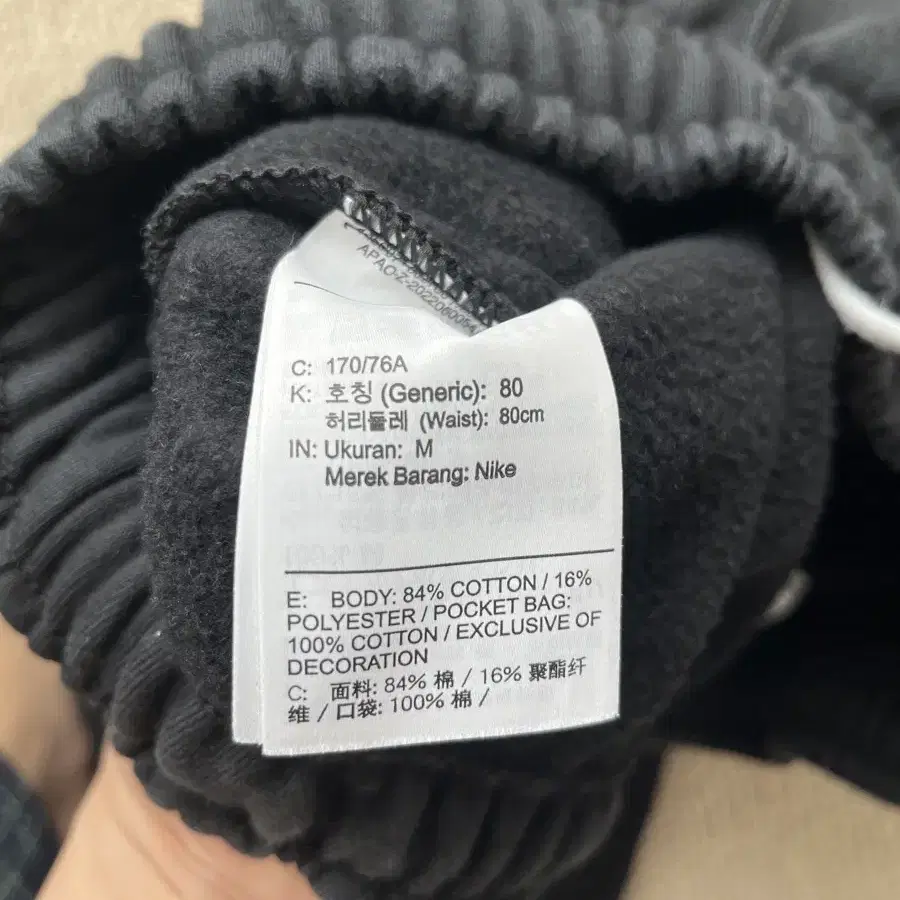 C: 170/76A
K: 호칭 (Generic): 80
허리둘레 (Waist): 80cm
IN: Ukuran: M
Merek Barang: Nike
E: BODY: 84% COTTON / 16%
POLYESTER / POCKET BAG:
100% COTTON / EXCLUSIVE OF
DECORATION
C: 面料: 84% 棉 / 16% 聚酯纤
维 / 口袋: 100% 棉 /